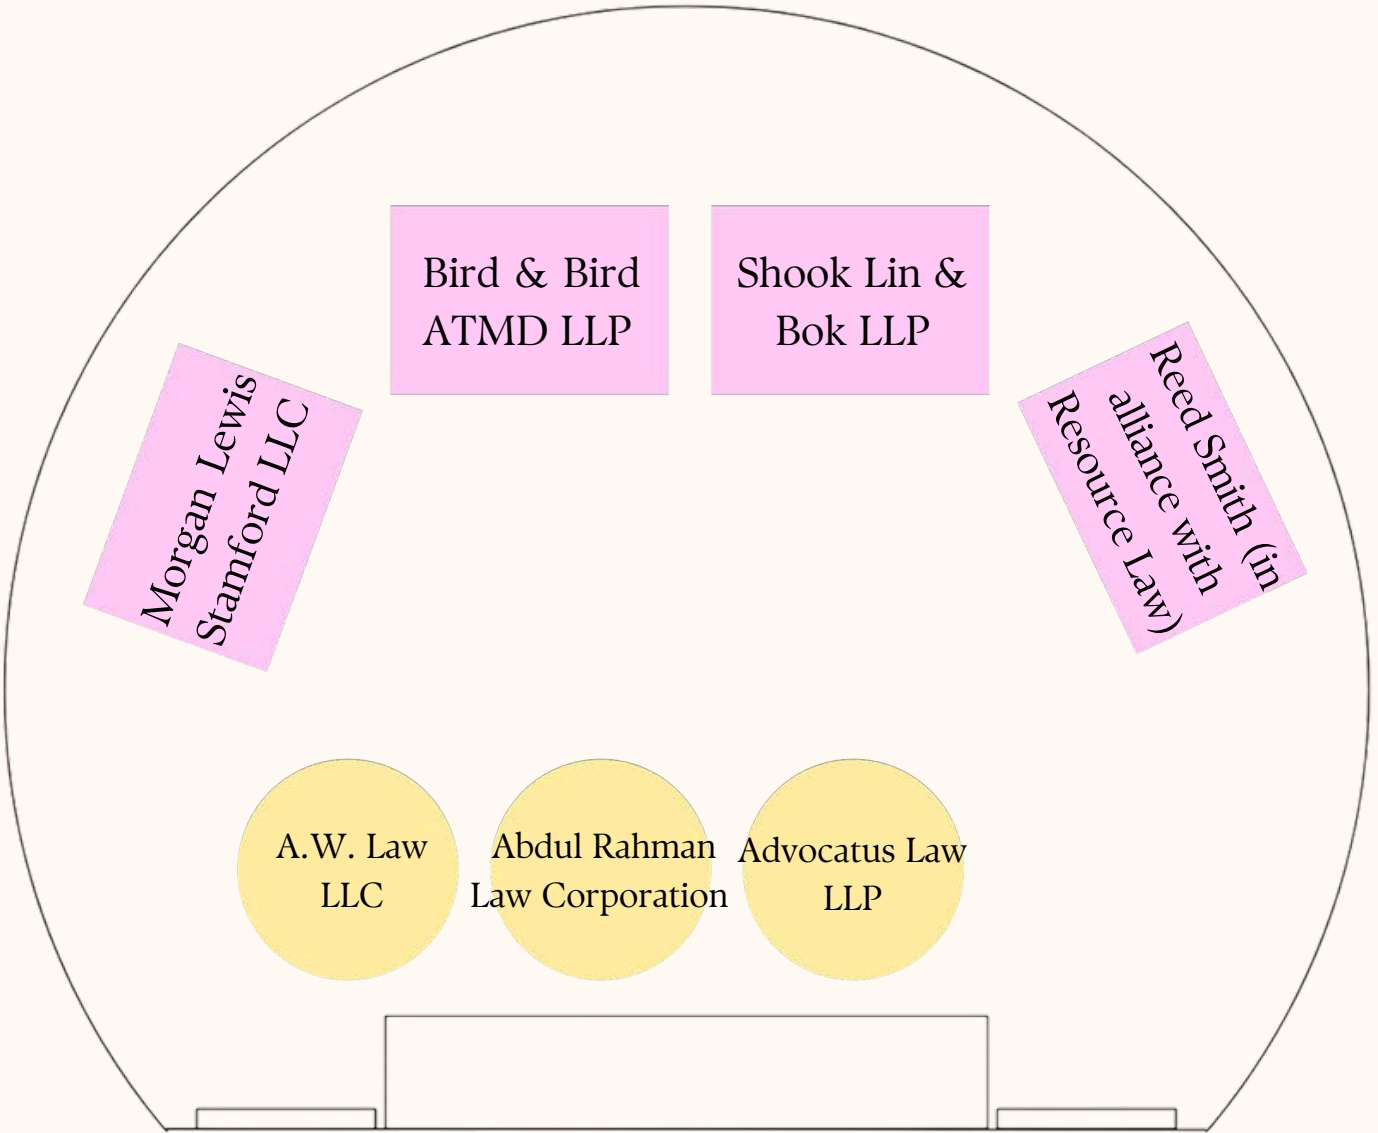 Bird & Bird
ATMD LLP
Shook Lin &
Bok LLP
Morgan Lewis
Stamford LLC
Reed Smith (in
alliance with
Resource Law)
A.W. Law
LLC
Abdul Rahman
Law Corporation
Advocatus Law
LLP